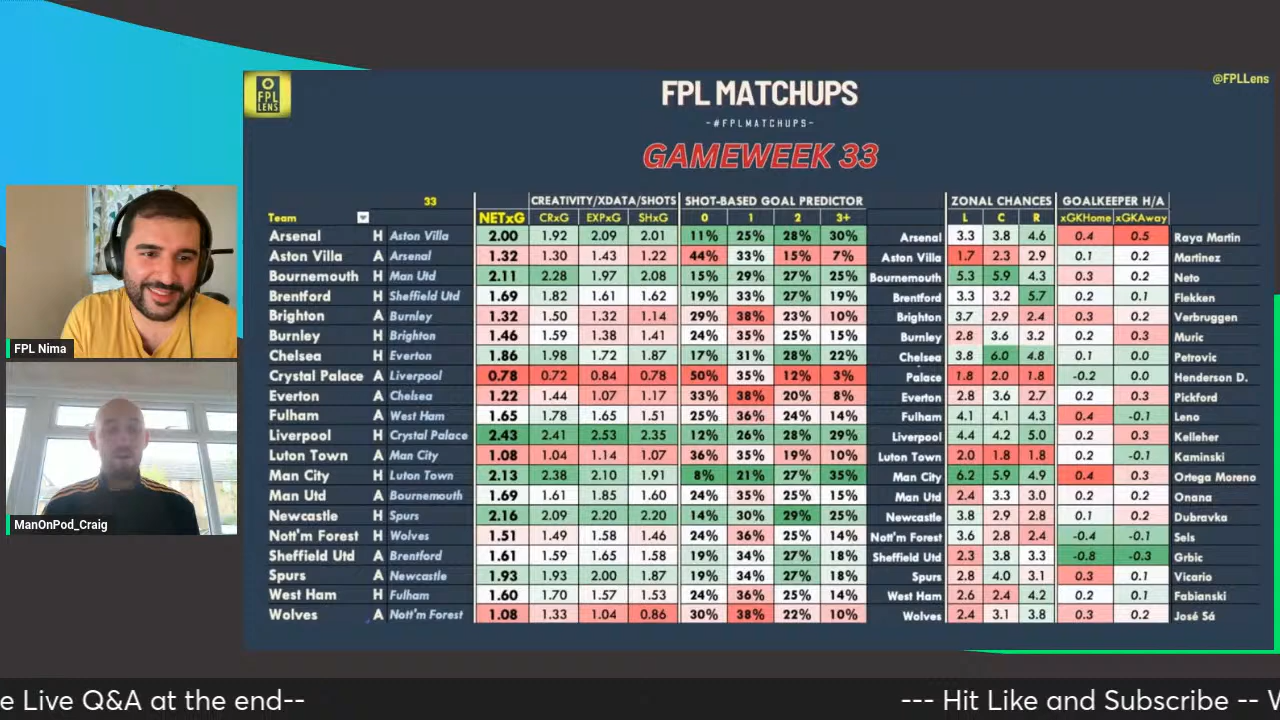 @FPLLens
FPL
LENS
FPL MATCHUPS
-#FPLMATCHUPS-
GAMEWEEK 33
33 CREATIVITY/XDATA/SHOTS SHOT-BASED GOAL PREDICTOR ZONAL CHANCES GOALKEEPER H/A
Team NETxG CRxG EXPxG SHxG 0 1 2 3+ L C R xGKHome xGKAway
Arsenal H Aston Villa 2.00 1.92 2.09 2.01 11% 25% 28% 30% Arsenal 3.3 3.8 4.6 0.4 0.5 Raya Martin
Aston Villa A Arsenal 1.32 1.30 1.43 1.22 44% 33% 15% 7% Aston Villa 1.7 2.3 2.9 0.1 0.2 Martinez
Bournemouth H Man Utd 2.11 2.28 1.97 2.08 15% 29% 27% 25% Bournemouth 5.3 5.9 4.3 0.3 0.2 Neto
Brentford H Sheffield Utd 1.69 1.82 1.61 1.62 19% 33% 27% 19% Brentford 3.3 3.2 5.7 0.2 0.1 Flekken
Brighton A Burnley 1.32 1.50 1.32 1.14 29% 38% 23% 10% Brighton 3.7 2.9 2.4 0.3 0.2 Verbruggen
Burnley H Brighton 1.46 1.59 1.38 1.41 24% 35% 25% 15% Burnley 2.8 3.6 3.2 0.2 0.3 Muric
Chelsea H Everton 1.86 1.98 1.72 1.87 17% 31% 28% 22% Chelsea 3.8 6.0 4.8 0.1 0.0 Petrovic
Crystal Palace A Liverpool 0.78 0.72 0.84 0.78 50% 35% 12% 3% Palace 1.8 2.0 1.8 -0.2 0.0 Henderson D.
Everton A Chelsea 1.22 1.44 1.07 1.17 33% 38% 20% 8% Everton 2.8 3.6 2.7 0.2 0.3 Pickford
Fulham A West Ham 1.65 1.78 1.65 1.51 25% 36% 24% 14% Fulham 4.1 4.1 4.3 0.4 -0.1 Leno
Liverpool H Crystal Palace 2.43 2.41 2.53 2.35 12% 26% 28% 29% Liverpool 4.4 4.2 5.0 0.2 0.3 Kelleher
Luton Town A Man City 1.08 1.04 1.14 1.07 36% 35% 19% 10% Luton Town 2.0 1.8 1.8 0.2 -0.1 Kaminski
Man City H Luton Town 2.13 2.38 2.10 1.91 8% 21% 27% 35% Man City 6.2 5.9 4.9 0.4 0.3 Ortega Moreno
Man Utd A Bournemouth 1.69 1.61 1.85 1.60 24% 35% 25% 15% Man Utd 2.4 3.3 3.0 0.2 0.2 Onana
Newcastle H Spurs 2.16 2.09 2.20 2.20 14% 30% 29% 25% Newcastle 3.8 2.9 2.8 0.1 0.2 Dubravka
Nott'm Forest H Wolves 1.51 1.49 1.58 1.46 24% 36% 25% 14% Nott'm Forest 3.6 2.8 2.4 -0.4 -0.1 Sels
Sheffield Utd A Brentford 1.61 1.59 1.65 1.58 19% 34% 27% 18% Sheffield Utd 2.3 3.8 3.3 -0.8 -0.3 Grbic
Spurs A Newcastle 1.93 1.93 2.00 1.87 19% 34% 27% 18% Spurs 2.8 4.0 3.1 0.3 0.1 Vicario
West Ham H Fulham 1.60 1.70 1.57 1.53 24% 36% 25% 14% West Ham 2.6 2.4 4.2 0.2 0.1 Fabianski
Wolves A Nott'm Forest 1.08 1.33 1.04 0.86 30% 38% 22% 10% Wolves 2.4 3.1 3.8 0.3 0.2 José Sá
FPL Nima
ManOnPod_Craig
e Live Q&A at the end-- --- Hit Like and Subscribe -- W